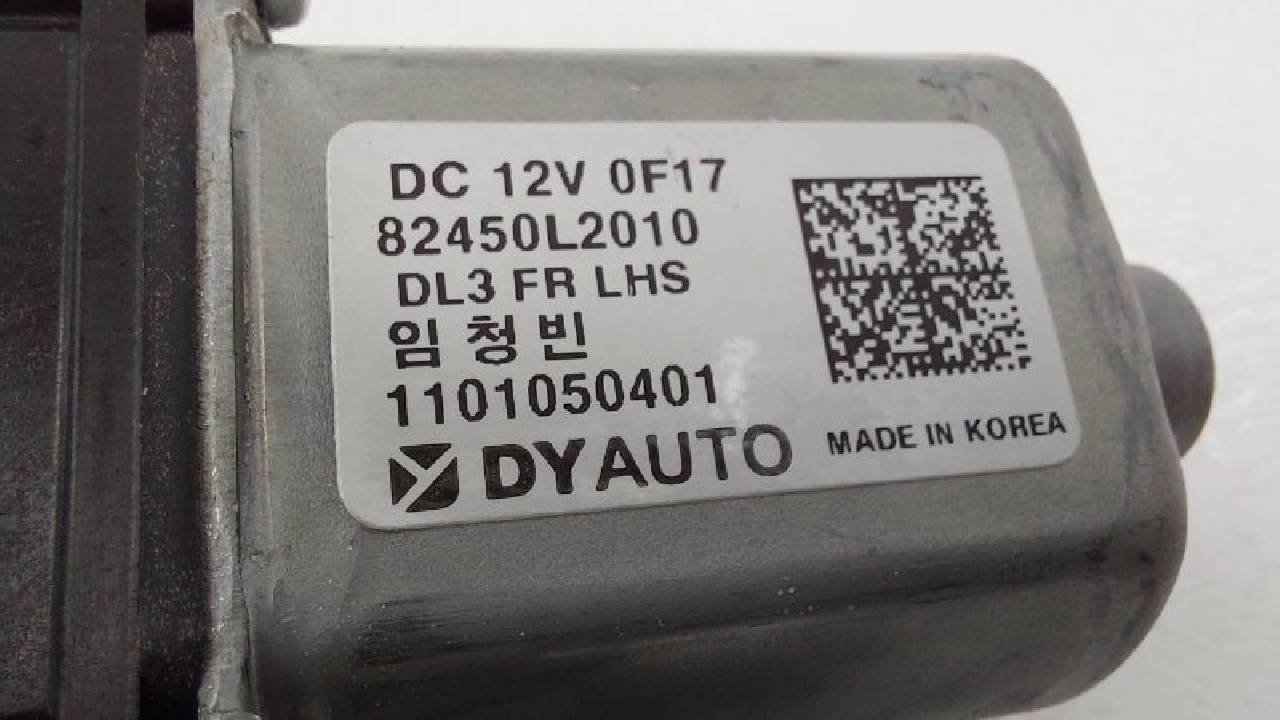 DC 12V 0F17
82450L2010
DL3 FR LHS
임 청 빈
1101050401
DYAUTO
MADE IN KOREA